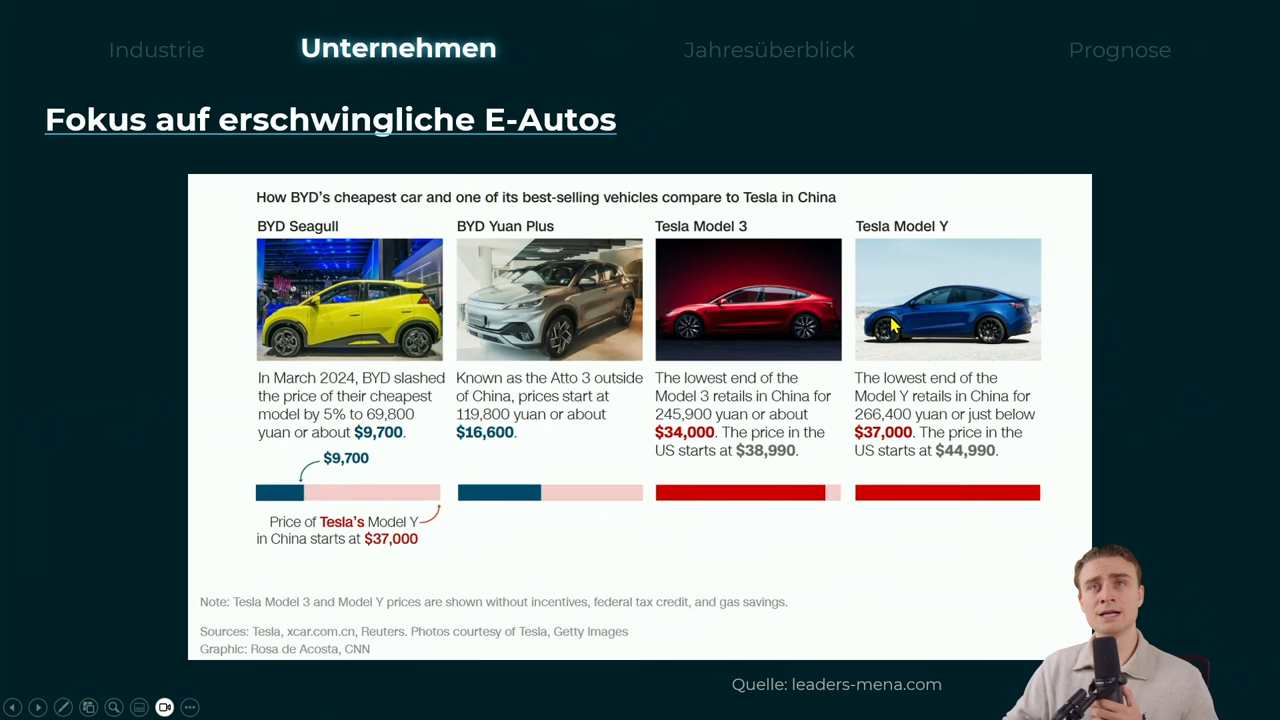 Industrie
Unternehmen
Jahresüberblick
Prognose
Fokus auf erschwingliche E-Autos
How BYD’s cheapest car and one of its best-selling vehicles compare to Tesla in China
BYD Seagull
In March 2024, BYD slashed
the price of their cheapest
model by 5% to 69,800
yuan or about $9,700.
$9,700
Price of Tesla’s Model Y
in China starts at $37,000
BYD Yuan Plus
Known as the Atto 3 outside
of China, prices start at
119,800 yuan or about
$16,600.
Tesla Model 3
The lowest end of the
Model 3 retails in China for
245,900 yuan or about
$34,000. The price in the
US starts at $38,990.
Tesla Model Y
The lowest end of the
Model Y retails in China for
266,400 yuan or just below
$37,000. The price in the
US starts at $44,990.
Note: Tesla Model 3 and Model Y prices are shown without incentives, federal tax credit, and gas savings.
Sources: Tesla, xcar.com.cn, Reuters. Photos courtesy of Tesla, Getty Images
Graphic: Rosa de Acosta, CNN
Quelle: leaders-mena.com